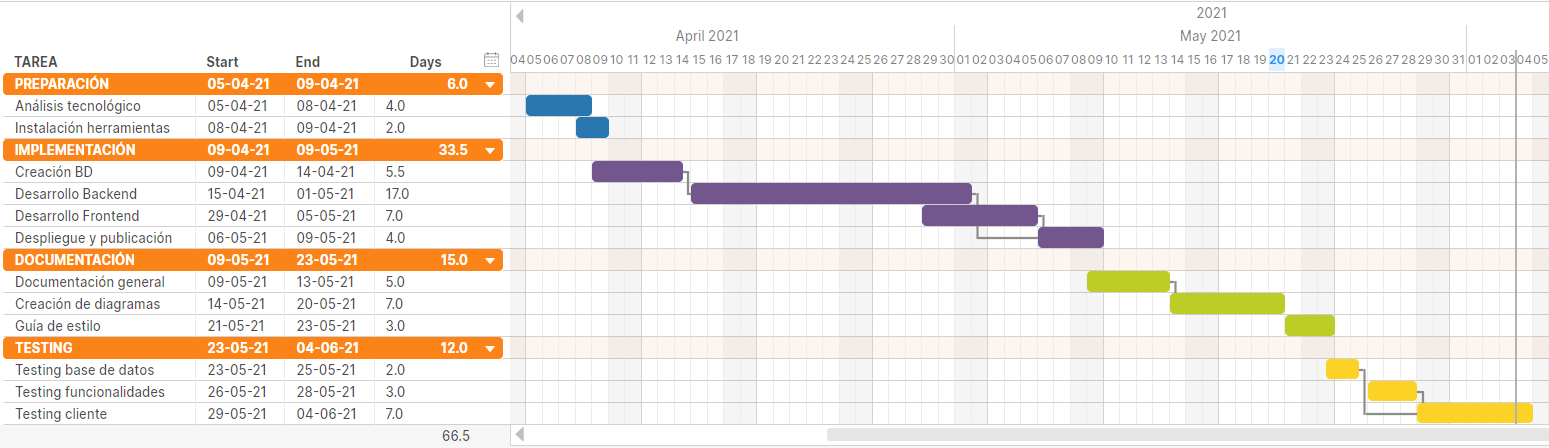 2021
April 2021 May 2021
TAREA Start End Days 04 05 06 07 08 09 10 11 12 13 14 15 16 17 18 19 20 21 22 23 24 25 26 27 28 29 30 01 02 03 04 05 06 07 08 09 10 11 12 13 14 15 16 17 18 19 20 21 22 23 24 25 26 27 28 29 30 31 01 02 03 04 05
PREPARACIÓN 05-04-21 09-04-21 6.0
Análisis tecnológico 05-04-21 08-04-21 4.0
Instalación herramientas 08-04-21 09-04-21 2.0
IMPLEMENTACIÓN 09-04-21 09-05-21 33.5
Creación BD 09-04-21 14-04-21 5.5
Desarrollo Backend 15-04-21 01-05-21 17.0
Desarrollo Frontend 29-04-21 05-05-21 7.0
Despliegue y publicación 06-05-21 09-05-21 4.0
DOCUMENTACIÓN 09-05-21 23-05-21 15.0
Documentación general 09-05-21 13-05-21 5.0
Creación de diagramas 14-05-21 20-05-21 7.0
Guía de estilo 21-05-21 23-05-21 3.0
TESTING 23-05-21 04-06-21 12.0
Testing base de datos 23-05-21 25-05-21 2.0
Testing funcionalidades 26-05-21 28-05-21 3.0
Testing cliente 29-05-21 04-06-21 7.0
66.5